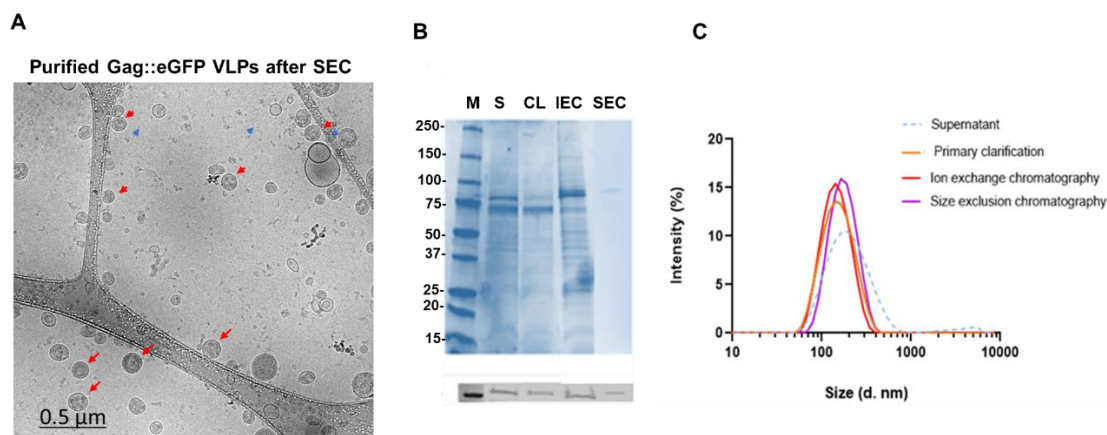 A
Purified Gag::eGFP VLPs after SEC
0.5 µm
B
M S CL IEC SEC
250-
150-
100-
75-
50-
37-
25-
20-
15-
C
Supernatant
Primary clarification
Ion exchange chromatography
Size exclusion chromatography
Intensity (%)
20
15
10
5
0
10 100 1000 10000
Size (d. nm)